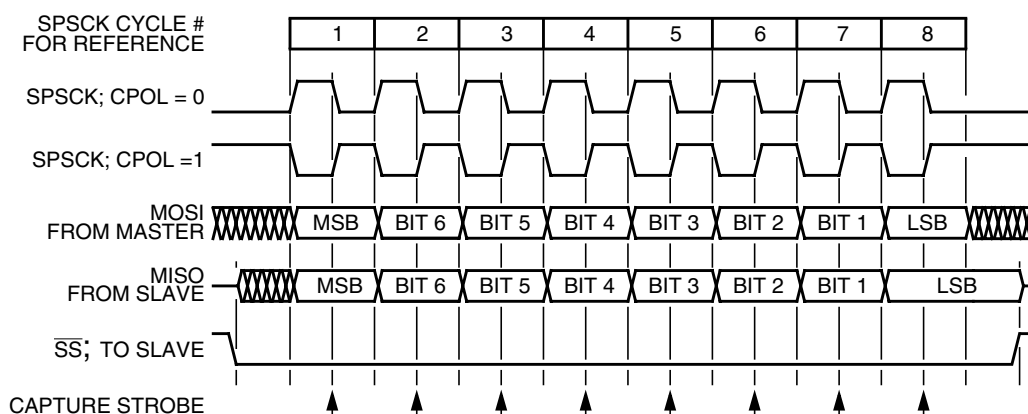 SPSCK CYCLE #
FOR REFERENCE
1 2 3 4 5 6 7 8
SPSCK; CPOL = 0
SPSCK; CPOL =1
MOSI
FROM MASTER
MSB BIT 6 BIT 5 BIT 4 BIT 3 BIT 2 BIT 1 LSB
MISO
FROM SLAVE
MSB BIT 6 BIT 5 BIT 4 BIT 3 BIT 2 BIT 1 LSB
SS; TO SLAVE
CAPTURE STROBE